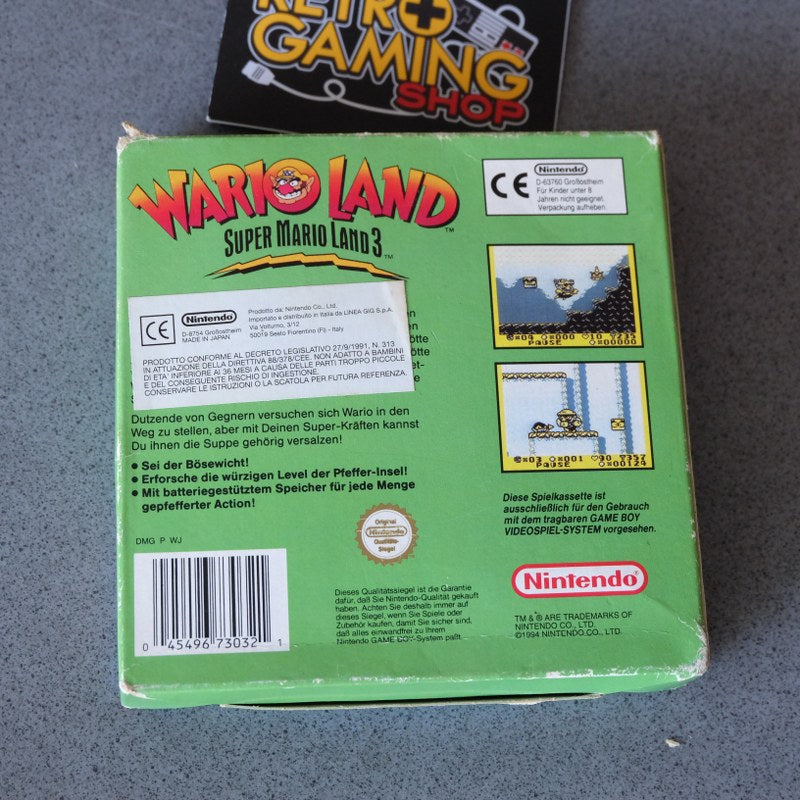 RETRO
GAMING
SHOP
WARIO LAND
™
SUPER MARIO LAND 3
™
CE
Nintendo
D-63760 Großostheim
Für Kinder unter 8
Jahren nicht geeignet.
Verpackung aufheben.
CE
Nintendo
D-8754 Großostheim
MADE IN JAPAN
Prodotto da: Nintendo Co., Ltd.
Importato e distribuito in Italia da LINEA GIG S.p.A.
Via Volturno, 3/12
50019 Sesto Fiorentino (FI) - Italy
PRODOTTO CONFORME AL DECRETO LEGISLATIVO 27/9/1991, N. 313
IN ATTUAZIONE DELLA DIRETTIVA 88/378/CEE. NON ADATTO A BAMBINI
DI ETA' INFERIORE AI 36 MESI A CAUSA DELLE PARTI TROPPO PICCOLE
E DEL CONSEGUENTE RISCHIO DI INGESTIONE.
CONSERVARE LE ISTRUZIONI O LA SCATOLA PER FUTURA REFERENZA.
Dutzende von Gegnern versuchen sich Wario in den
Weg zu stellen, aber mit Deinen Super-Kräften kannst
Du ihnen die Suppe gehörig versalzen!
• Sei der Bösewicht!
• Erforsche die würzigen Level der Pfeffer-Insel!
• Mit batteriegestütztem Speicher für jede Menge
gepfefferter Action!
PAUSE
00000
PAUSE
00124
Diese Spielkassette ist
ausschließlich für den Gebrauch
mit dem tragbaren GAME BOY
VIDEOSPIEL-SYSTEM vorgesehen.
DMG P WJ
0 45496 73032 1
Original
Nintendo
Qualitäts-
Siegel
Dieses Qualitätssiegel ist die Garantie
dafür, daß Sie Nintendo-Qualität gekauft
haben. Achten Sie deshalb immer auf
dieses Siegel, wenn Sie Spiele oder
Zubehör kaufen, damit Sie sicher sind,
daß alles einwandfrei zu Ihrem
Nintendo GAME BOY-System paßt.
Nintendo®
TM & ® ARE TRADEMARKS OF
NINTENDO CO., LTD.
©1994 NINTENDO CO., LTD.